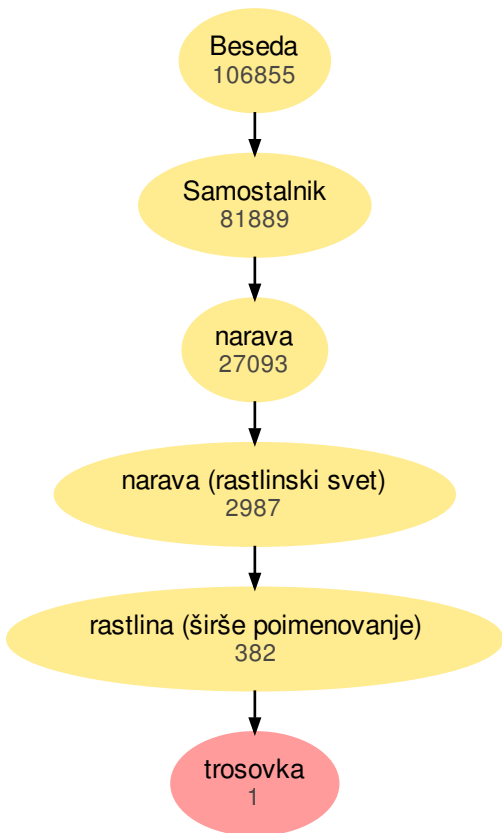 Beseda
106855
Samostalnik
81889
narava
27093
narava (rastlinski svet)
2987
rastlina (širše poimenovanje)
382
trosovka
1